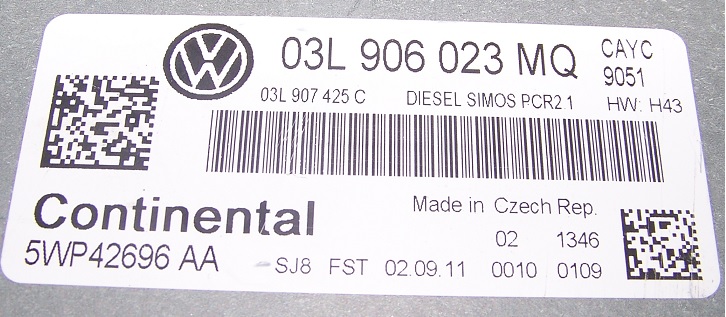 03L 906 023 MQ CAYC
9051
03L 907 425 C DIESEL SIMOS PCR2 1 HW: H43
Continental Made in Czech Rep.
02 1346
5WP42696 AA SJ8 FST 02.09.11 0010 0109